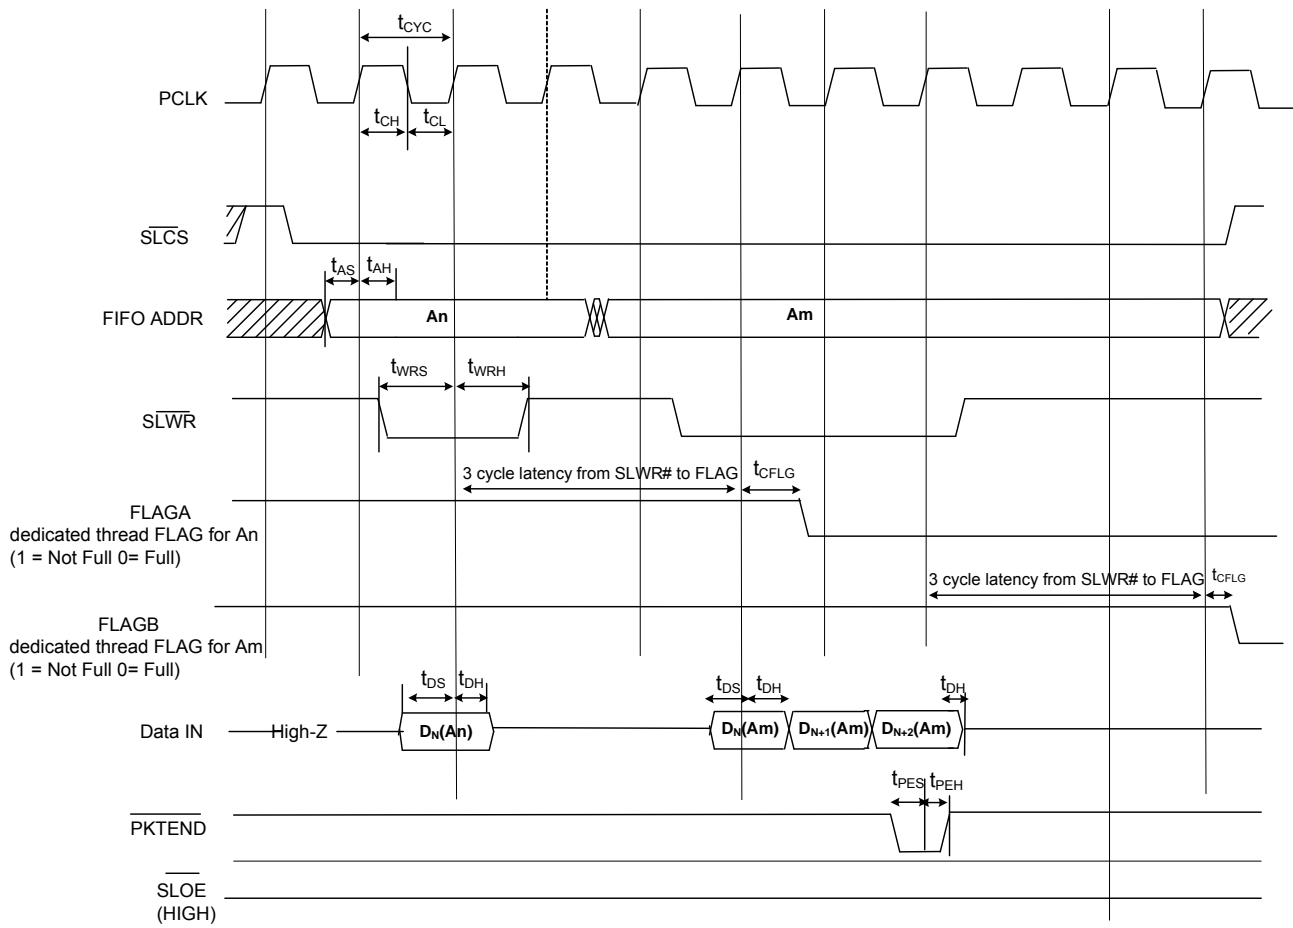 tCYC
PCLK
tCH
tCL
SLCS
tAS
tAH
FIFO ADDR
An
Am
tWRS
tWRH
SLWR
3 cycle latency from SLWR# to FLAG
tCFLG
FLAGA
dedicated thread FLAG for An
(1 = Not Full 0= Full)
3 cycle latency from SLWR# to FLAG
tCFLG
FLAGB
dedicated thread FLAG for Am
(1 = Not Full 0= Full)
tDS
tDH
tDS
tDH
tDH
Data IN
High-Z
DN(An)
DN(Am)
DN+1(Am)
DN+2(Am)
tPES
tPEH
PKTEND
SLOE
(HIGH)